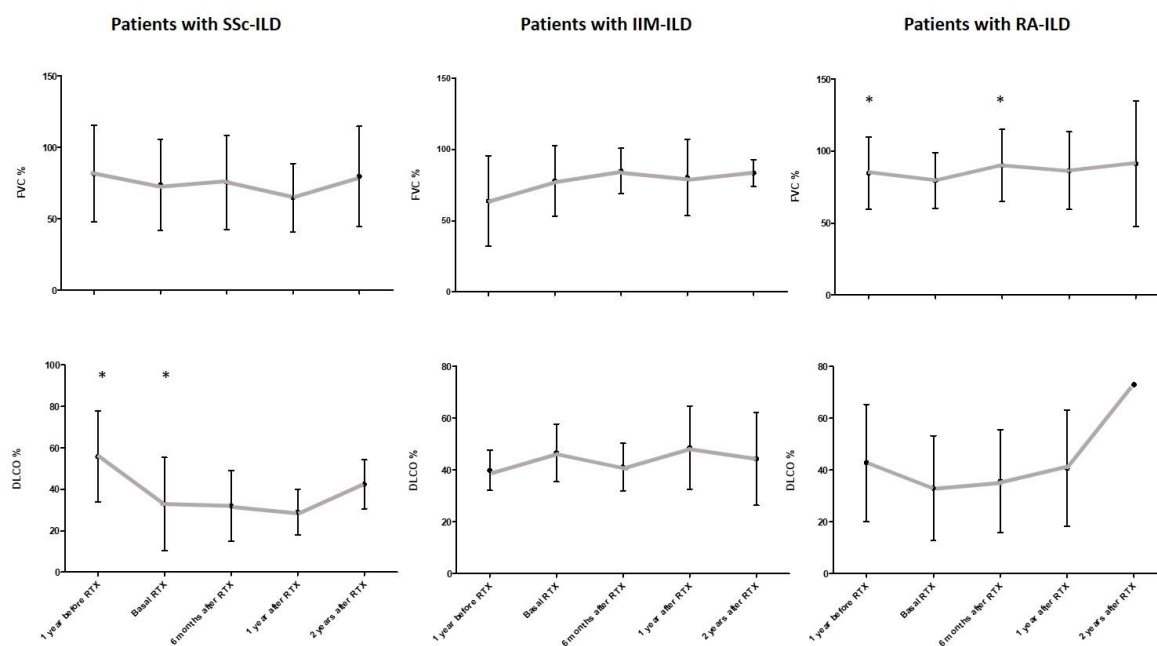 Patients with SSc-ILD
Patients with IIM-ILD
Patients with RA-ILD
150
100
50
0
FVC %
150
100
50
0
FVC %
* *
150
100
50
0
FVC %
* *
100
80
60
40
20
0
DLCO %
1 year before RTX
Basal RTX
6 months after RTX
1 year after RTX
2 years after RTX
80
60
40
20
0
DLCO %
1 year before RTX
Basal RTX
6 months after RTX
1 year after RTX
2 years after RTX
80
60
40
20
0
DLCO %
1 year before RTX
Basal RTX
6 months after RTX
1 year after RTX
2 years after RTX